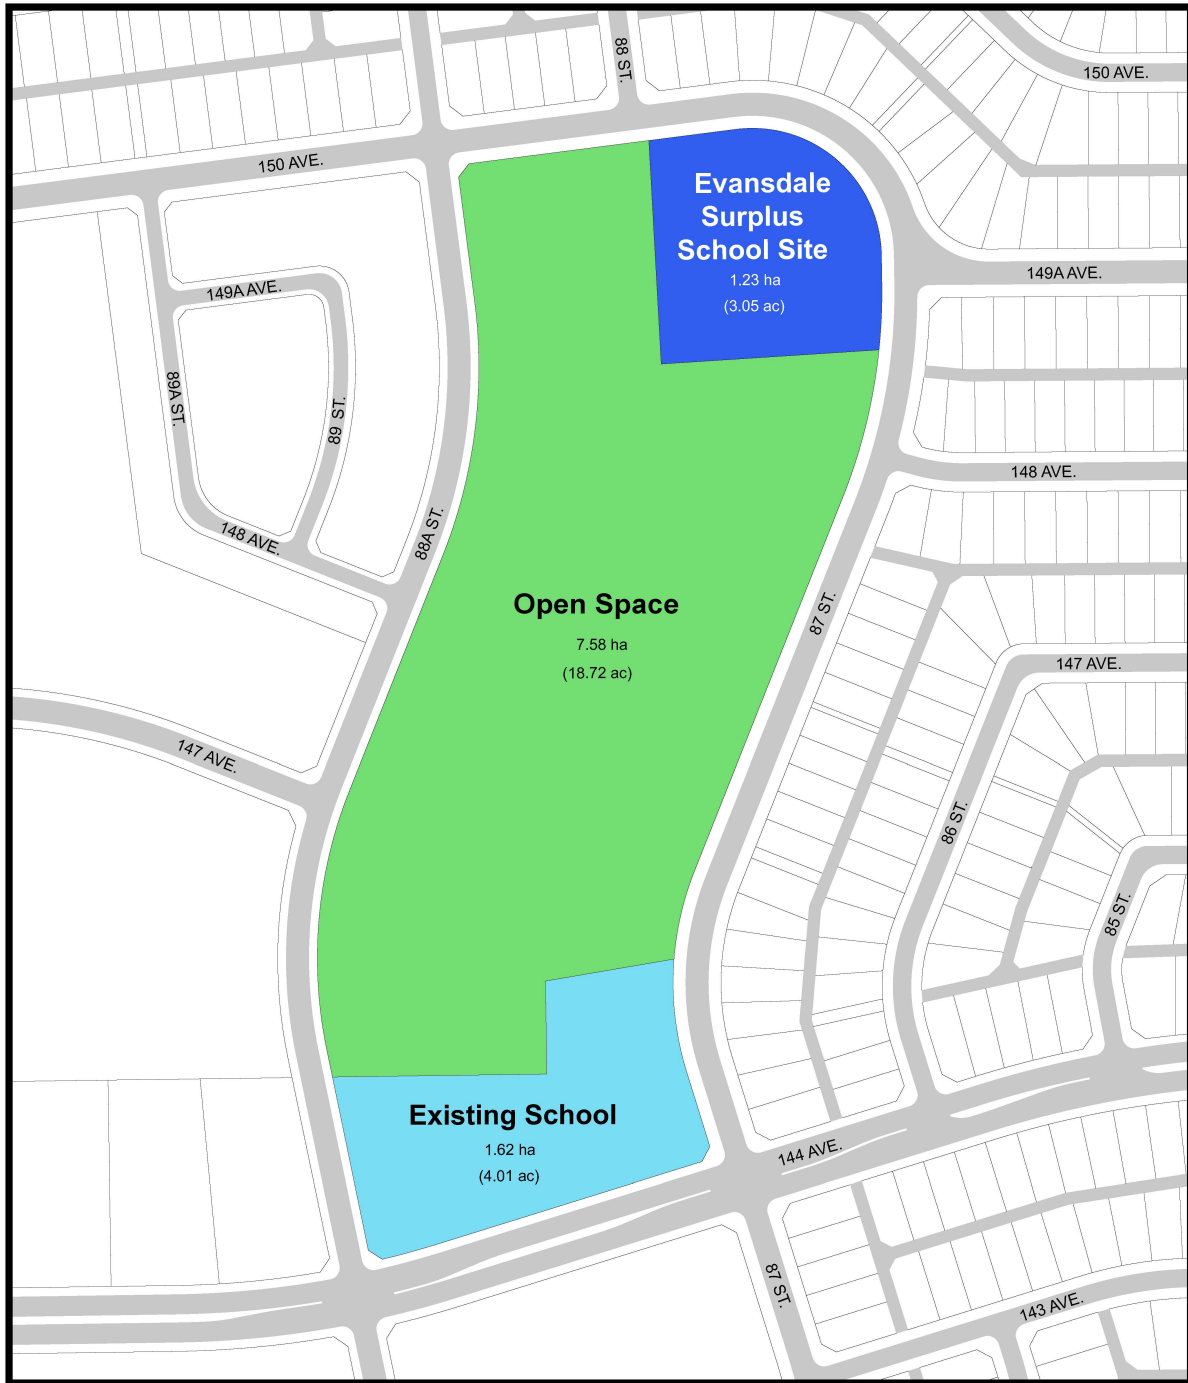 88 ST.
150 AVE.
150 AVE.
Evansdale
Surplus
School Site
1.23 ha
(3.05 ac)
149A AVE.
149A AVE.
89A ST.
89 ST.
148 AVE.
88A ST.
148 AVE.
Open Space
7.58 ha
(18.72 ac)
87 ST.
147 AVE.
147 AVE.
86 ST.
85 ST.
Existing School
1.62 ha
(4.01 ac)
144 AVE.
87 ST.
143 AVE.